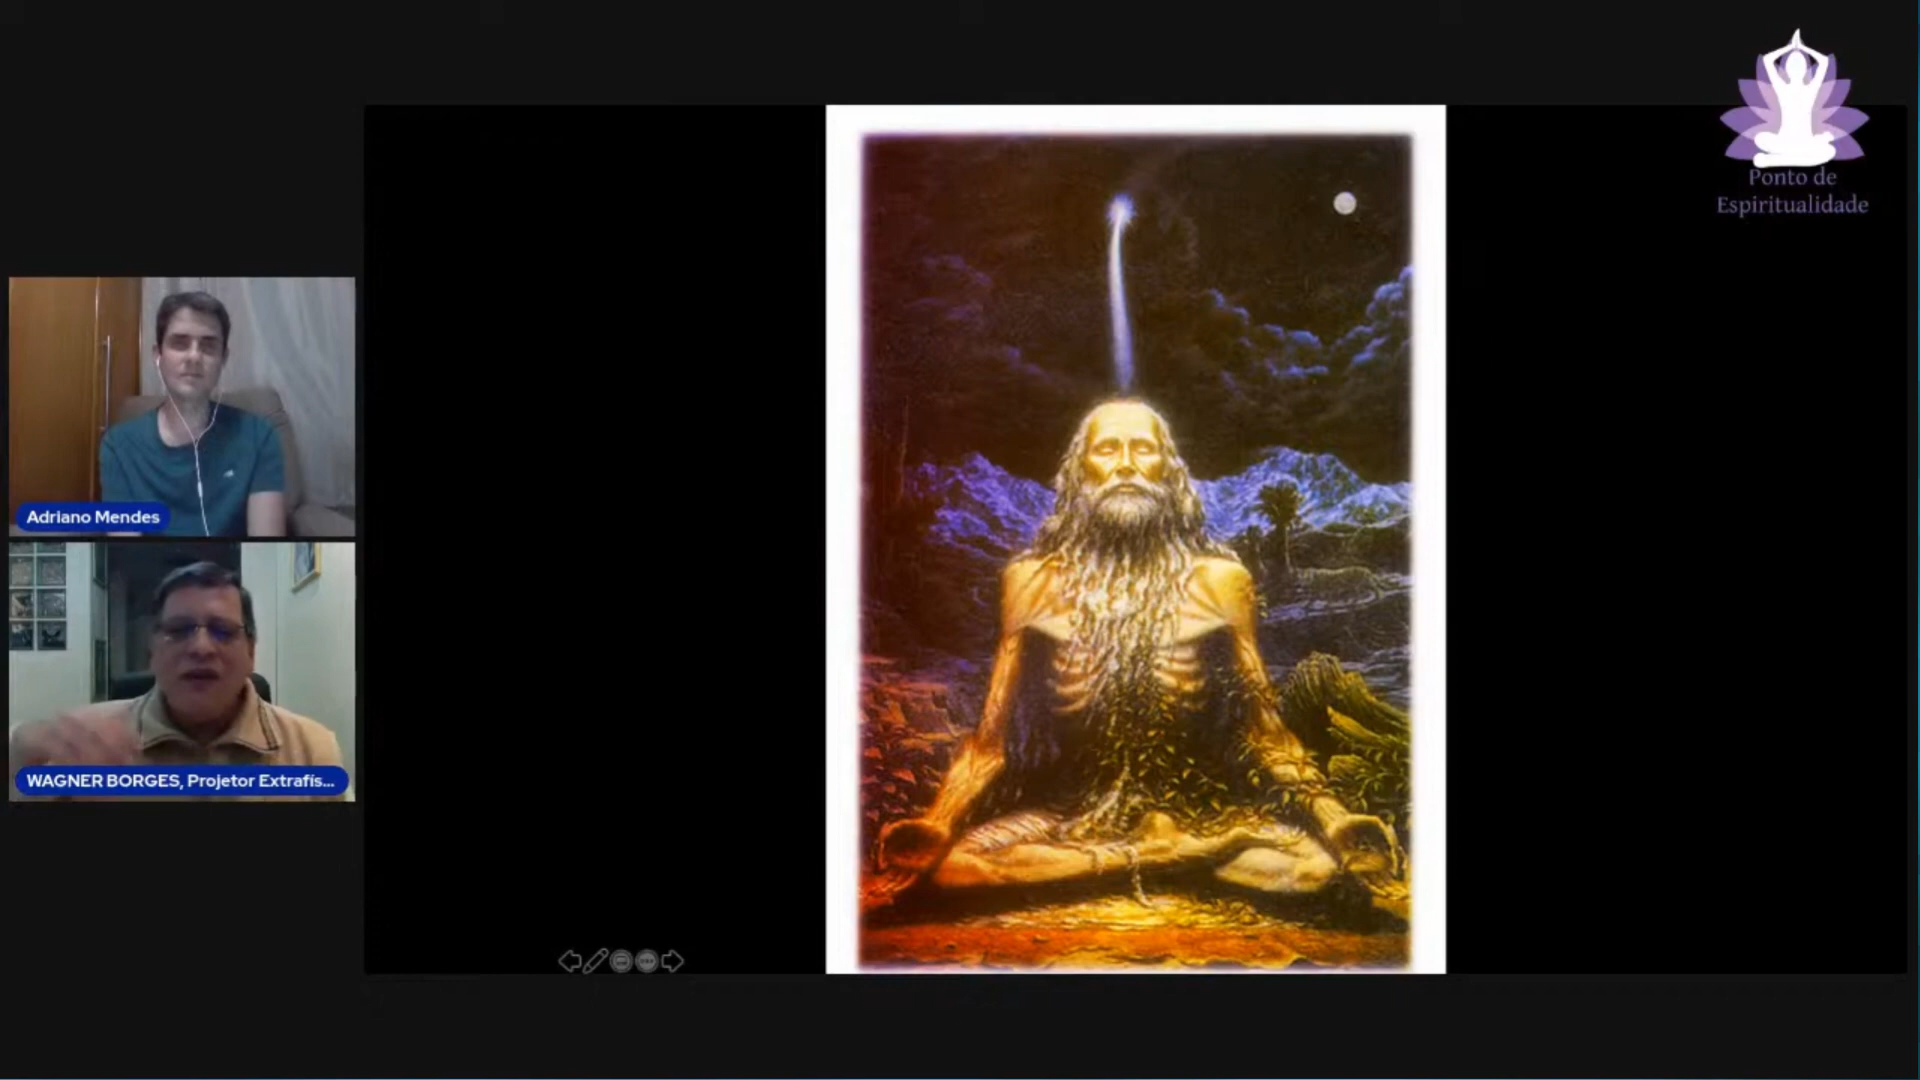 Ponto de
Espiritualidade
Adriano Mendes
WAGNER BORGES, Projetor Extrafís...